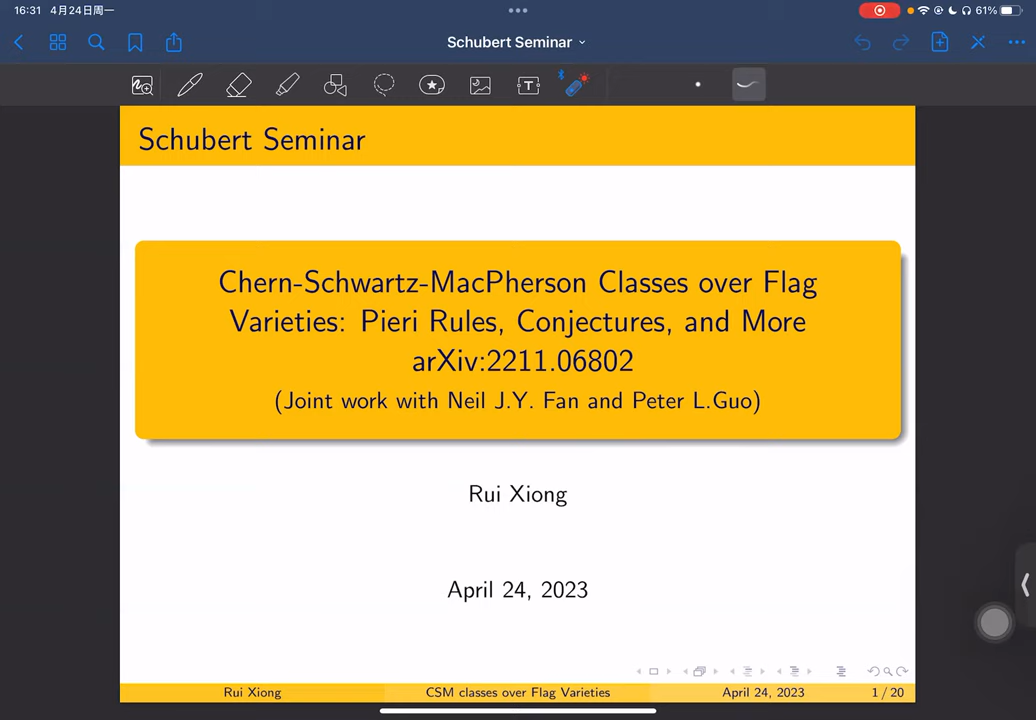 16:31 4月24日周一
61%
Schubert Seminar
Schubert Seminar
Chern-Schwartz-MacPherson Classes over Flag
Varieties: Pieri Rules, Conjectures, and More
arXiv:2211.06802
(Joint work with Neil J.Y. Fan and Peter L.Guo)
Rui Xiong
April 24, 2023
Rui Xiong CSM classes over Flag Varieties April 24, 2023 1 / 20